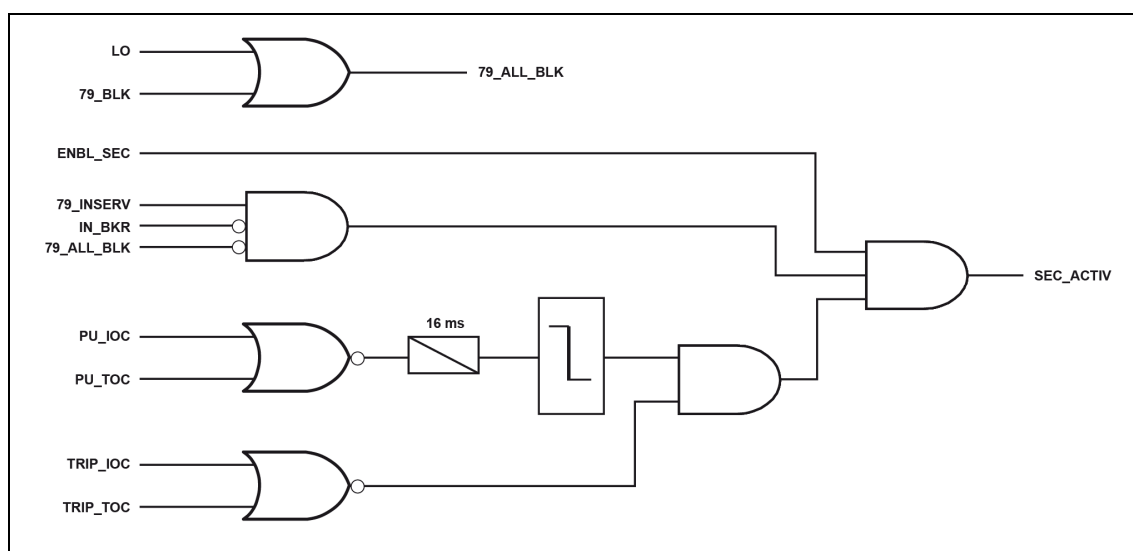 LO
79_ALL_BLK
79_BLK
ENBL_SEC
79_INSERV
IN_BKR
79_ALL_BLK
SEC_ACTIV
16 ms
PU_IOC
PU_TOC
TRIP_IOC
TRIP_TOC